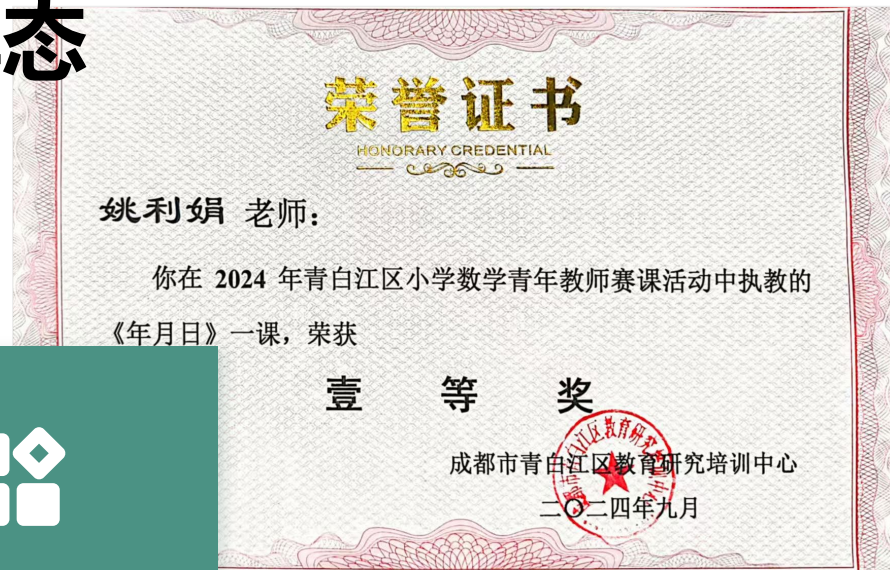 态
荣誉证书
HONORARY CREDENTIAL
姚利娟 老师：
你在 2024 年青白江区小学数学青年教师赛课活动中执教的
《年月日》一课，荣获
壹 等 奖
成都市青白江区教育研究培训中心
二〇二四年九月